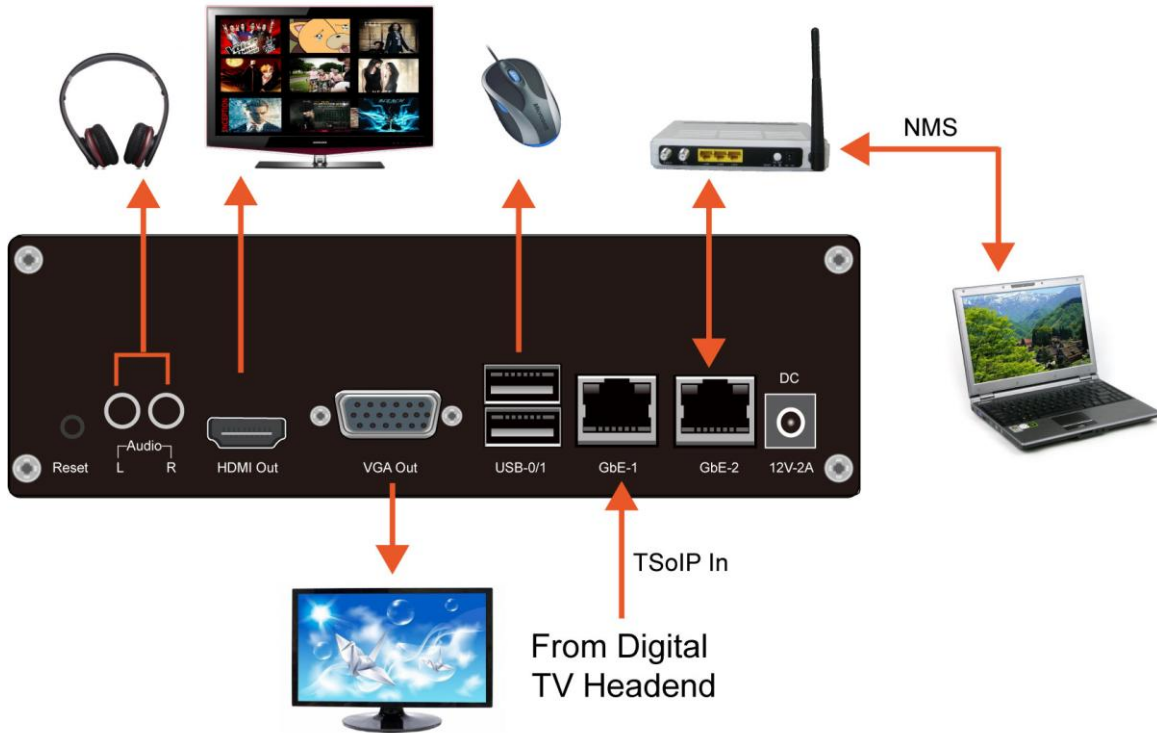 NMS
DC
Audio
Reset
L
R
HDMI Out
VGA Out
USB-0/1
GbE-1
GbE-2
12V-2A
TSoIP In
From Digital
TV Headend